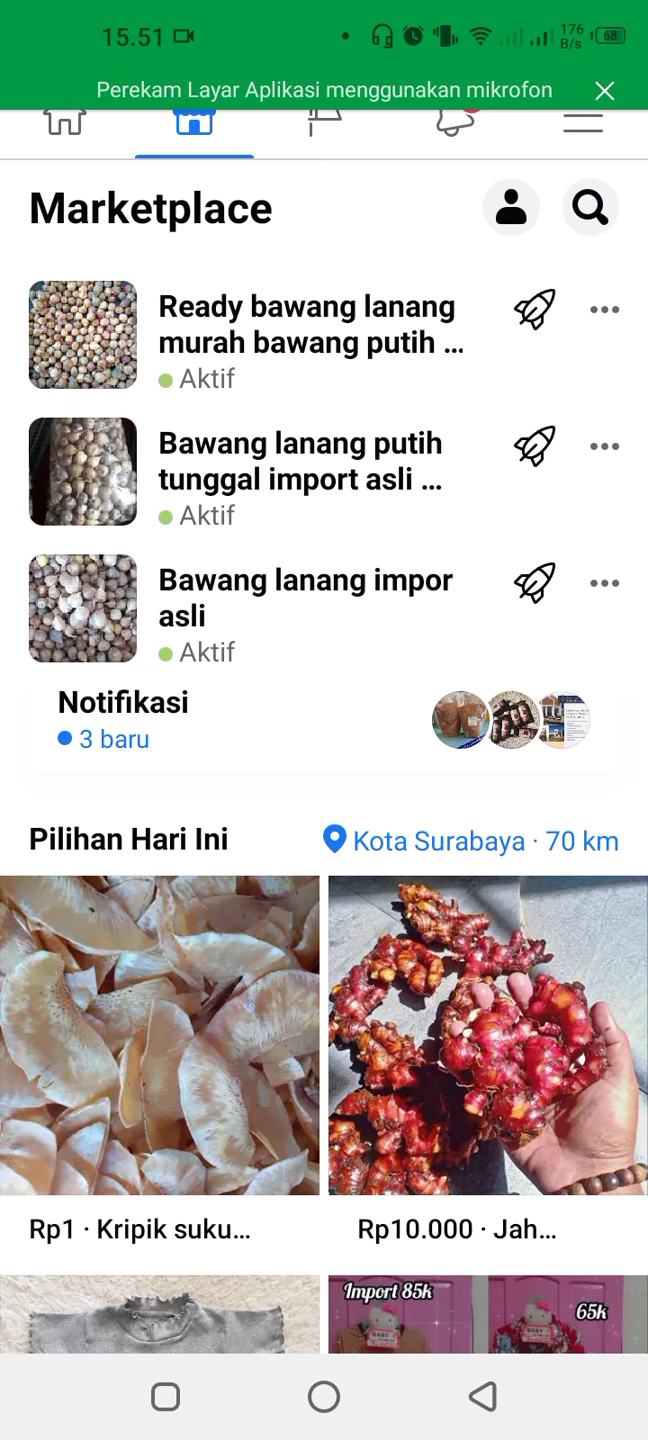 15.51
176
B/s
68
Perekam Layar Aplikasi menggunakan mikrofon
Marketplace
Ready bawang lanang
murah bawang putih ...
Aktif
Bawang lanang putih
tunggal import asli ...
Aktif
Bawang lanang impor
asli
Aktif
Notifikasi
3 baru
Pilihan Hari Ini
Kota Surabaya · 70 km
Rp1 · Kripik suku...
Rp10.000 · Jah...
Import 85k
65k